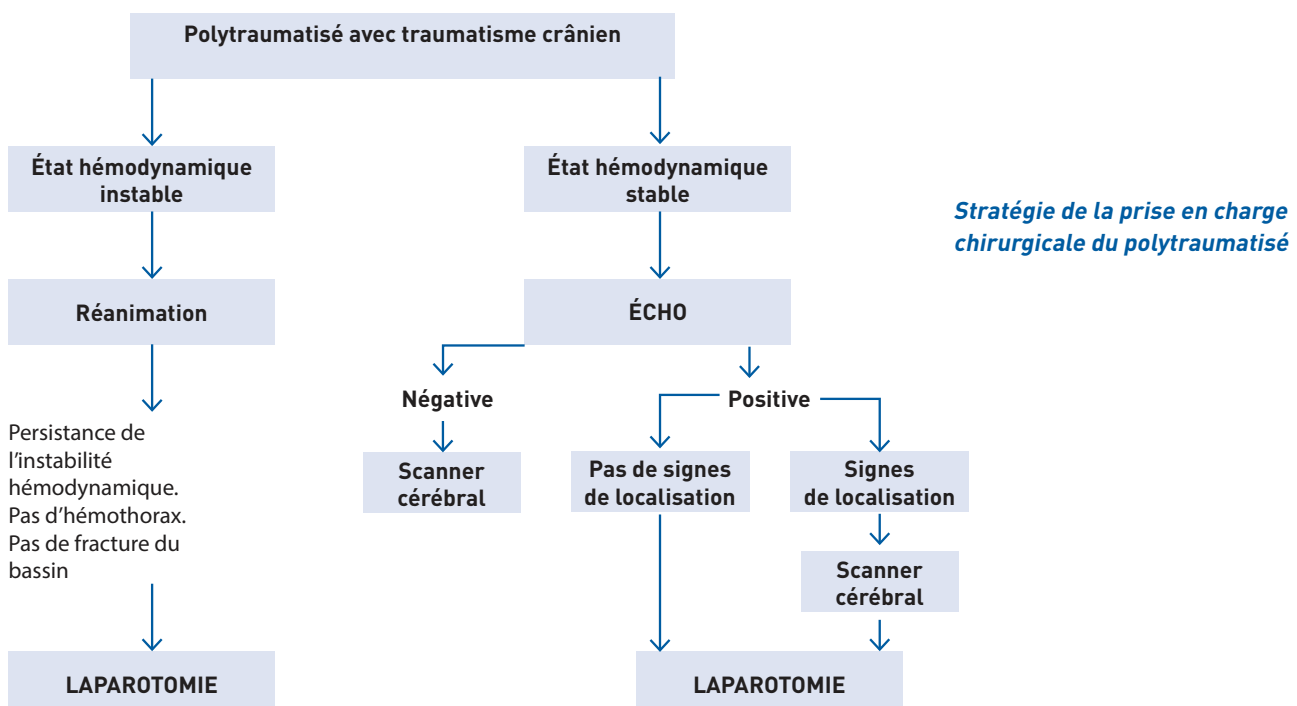 Polytraumatisé avec traumatisme crânien
État hémodynamique
instable
État hémodynamique
stable
Stratégie de la prise en charge
chirurgicale du polytraumatisé
Réanimation
ÉCHO
Négative
Positive
Persistance de
l'instabilité
hémodynamique.
Pas d'hémothorax.
Pas de fracture du
bassin
Scanner
cérébral
Pas de signes
de localisation
Signes
de localisation
Scanner
cérébral
LAPAROTOMIE
LAPAROTOMIE